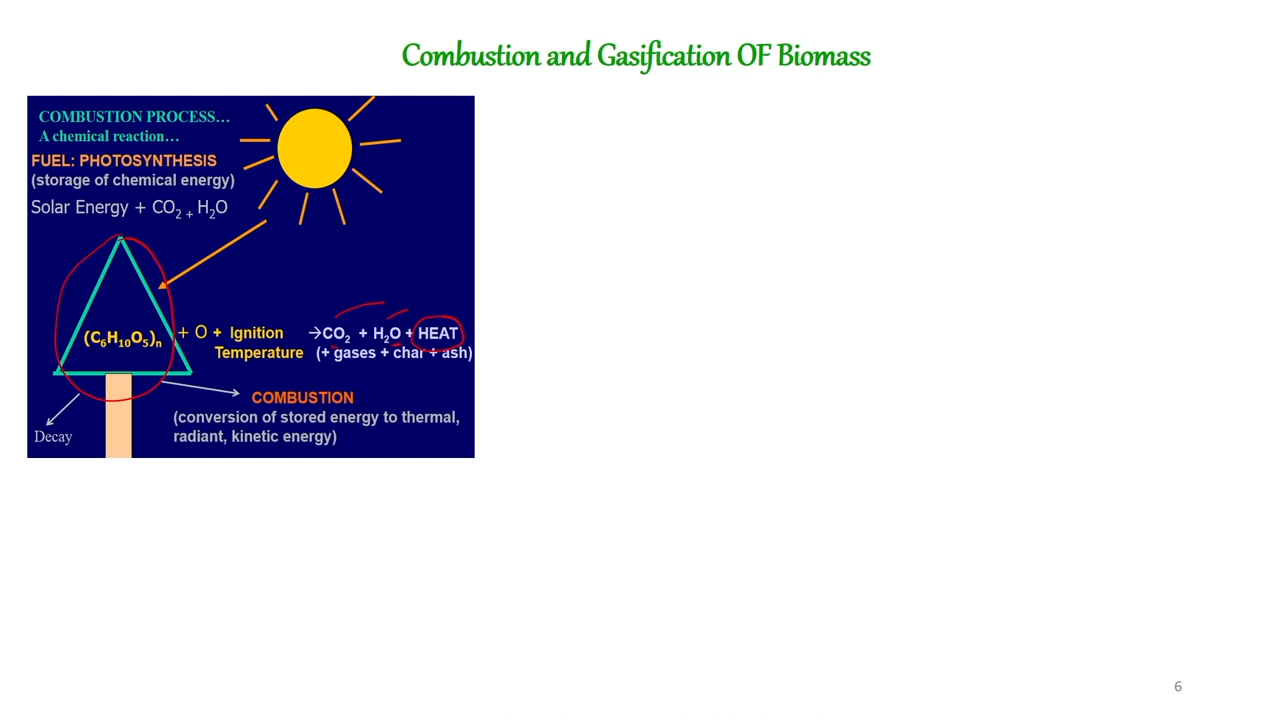 Combustion and Gasification OF Biomass
COMBUSTION PROCESS...
A chemical reaction...
FUEL: PHOTOSYNTHESIS
(storage of chemical energy)
Solar Energy + CO2 + H2O
(C6H10O5)n + O + Ignition →CO2 + H2O + HEAT
Temperature (+ gases + char + ash)
COMBUSTION
(conversion of stored energy to thermal,
radiant, kinetic energy)
Decay
6